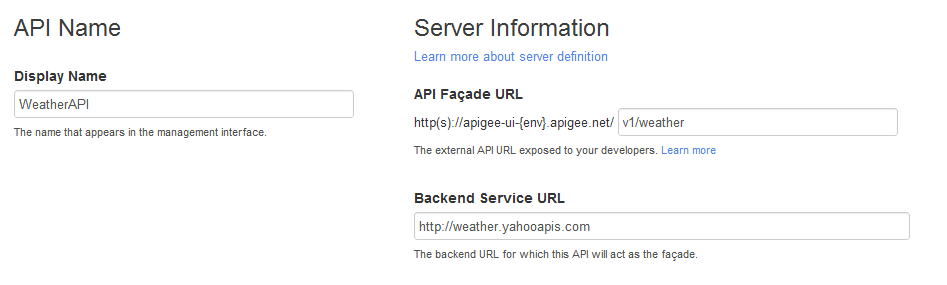 API Name
Display Name
WeatherAPI
The name that appears in the management interface.
Server Information
Learn more about server definition
API Façade URL
http(s)://apigee-ui-{env}.apigee.net/ v1/weather
The external API URL exposed to your developers. Learn more
Backend Service URL
http://weather.yahooapis.com
The backend URL for which this API will act as the façade.